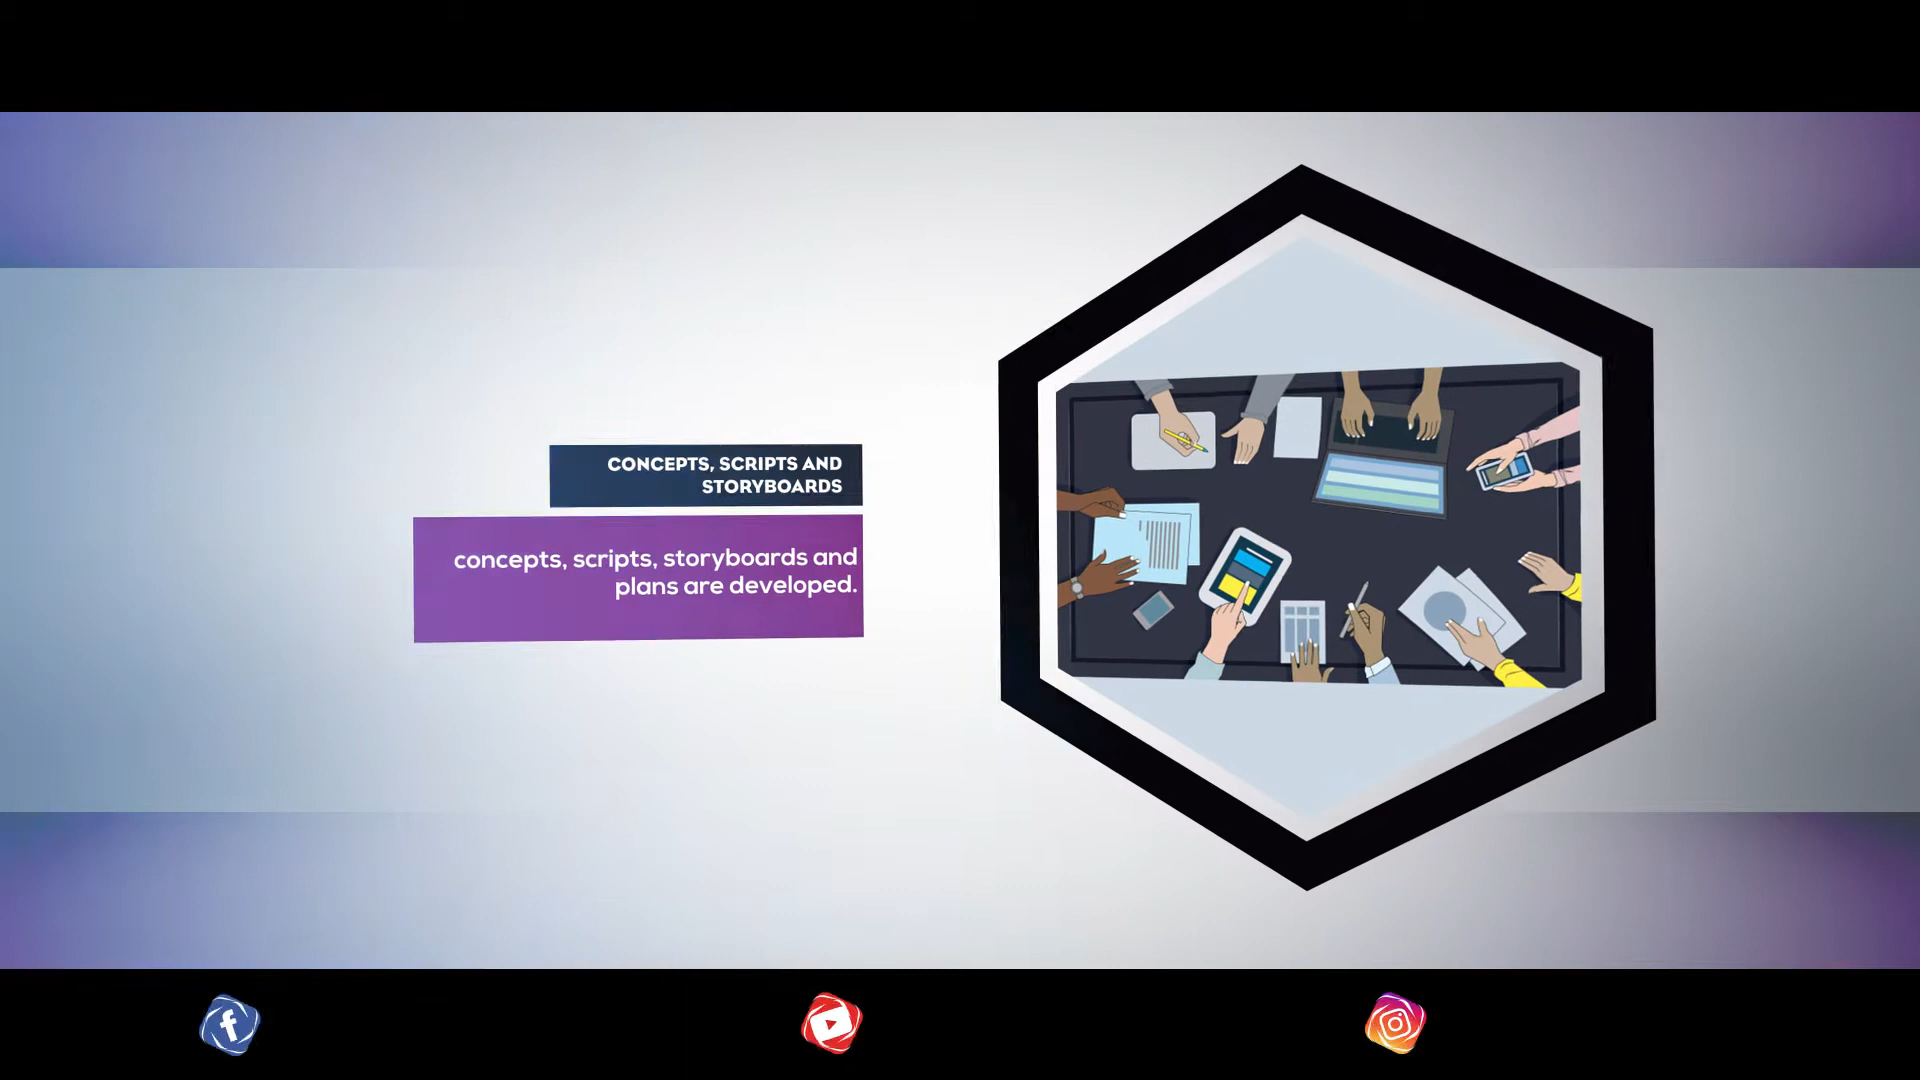 CONCEPTS, SCRIPTS AND
STORYBOARDS
concepts, scripts, storyboards and
plans are developed.